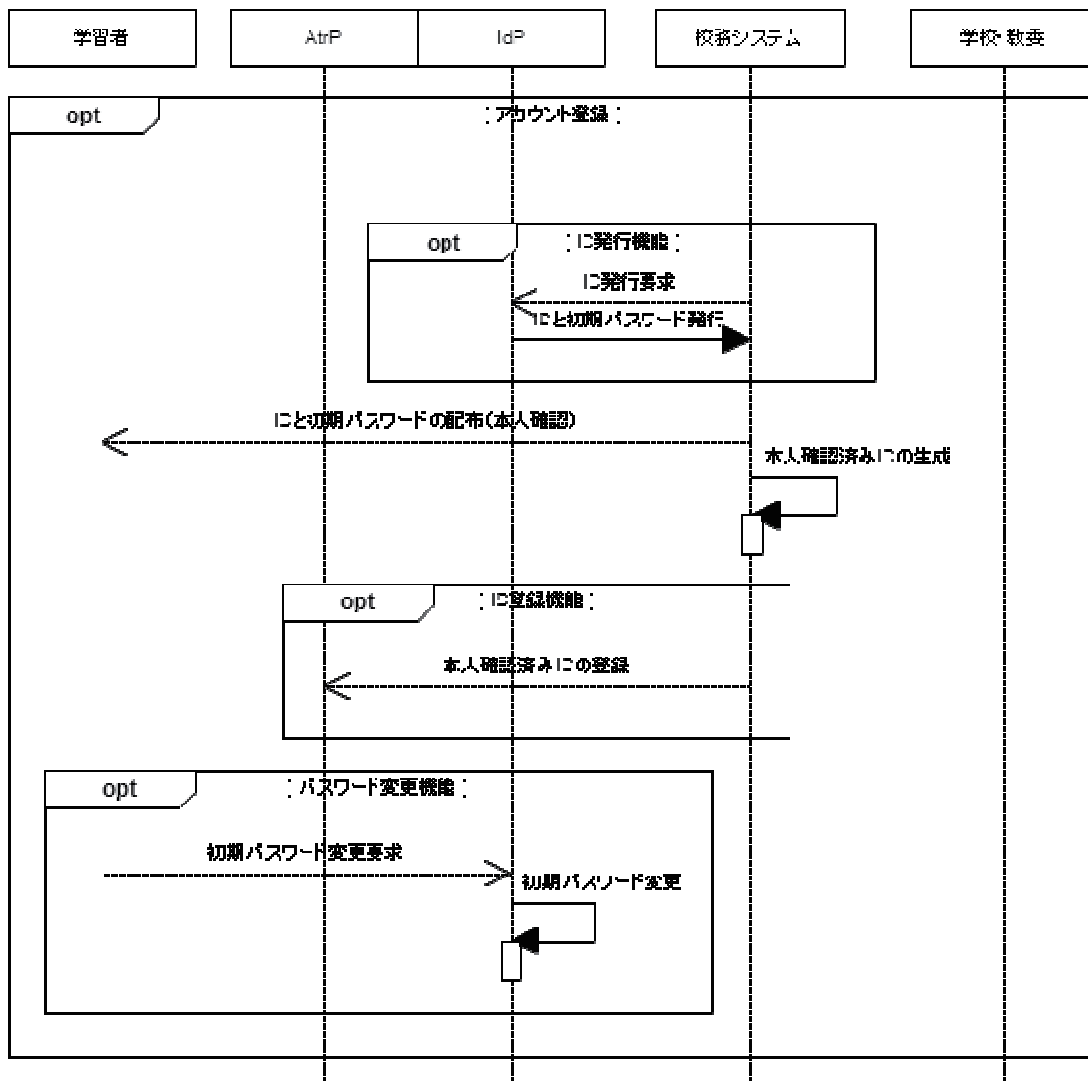 学習者
AtrP
IdP
校務システム
学校・教委
opt
[アカウント登録]
opt
[ID発行機能]
ID発行要求
IDと初期パスワード発行
IDと初期パスワードの配布(本人確認)
本人確認済みIDの生成
opt
[ID登録機能]
本人確認済みIDの登録
opt
[パスワード変更機能]
初期パスワード変更要求
初期パスワード変更